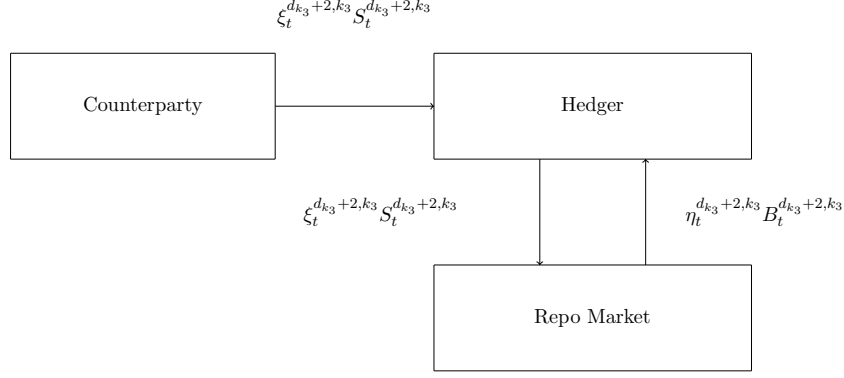 ξ_t^{d_{k_3}+2,k_3} S_t^{d_{k_3}+2,k_3}
Counterparty
Hedger
ξ_t^{d_{k_3}+2,k_3} S_t^{d_{k_3}+2,k_3}
η_t^{d_{k_3}+2,k_3} B_t^{d_{k_3}+2,k_3}
Repo Market